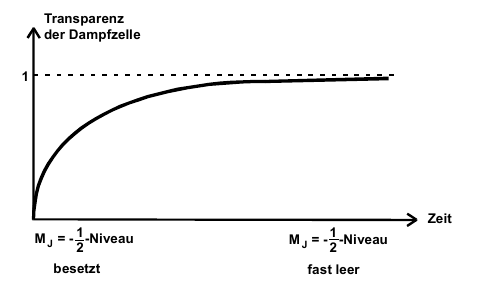 Transparenz
der Dampfzelle
1
Zeit
M_J = -1/2-Niveau
besetzt
M_J = -1/2-Niveau
fast leer